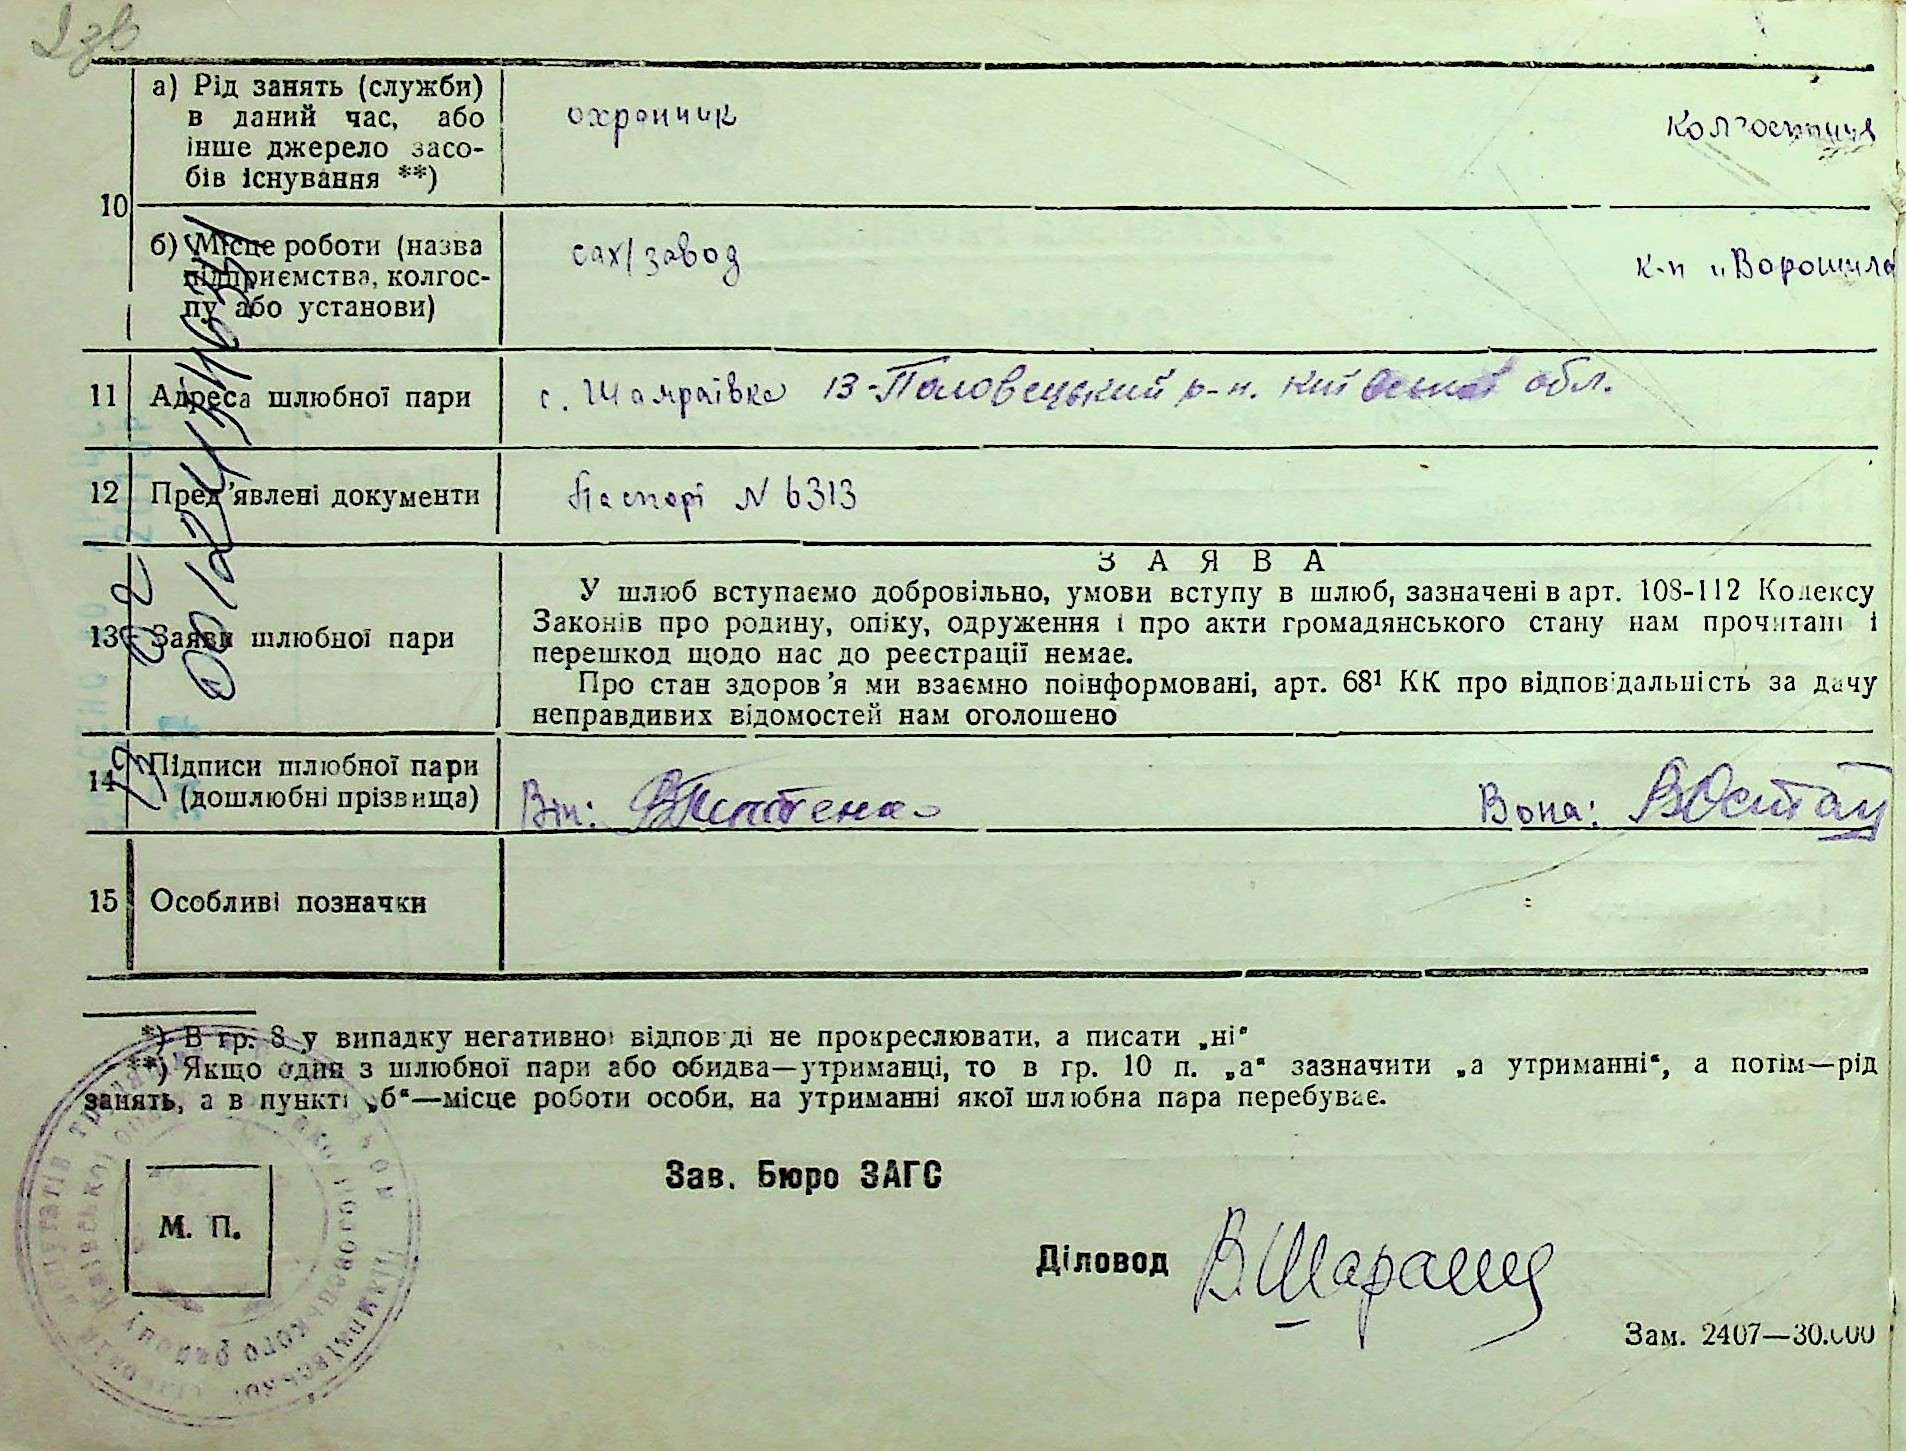 а) Рід занять (служби)
в даний час, або
інше джерело засо-
бів існування **)
охронник
колгоспниця
10
б) Місце роботи (назва
підприємства, колгос-
пу або установи)
сах/завод
к-п „Ворошила
11 Адреса шлюбної пари
с. Шамраївка 13-Половецький р-н. обл.
12 Пред'явлені документи
Паспорі № 6313
13 Заяви шлюбної пари
ЗАЯВА
У шлюб вступаємо добровільно, умови вступу в шлюб, зазначені в арт. 108-112 Кодексу
Законів про родину, опіку, одруження і про акти громадянського стану нам прочитані і
перешкод щодо нас до реєстрації немає.
Про стан здоров'я ми взаємно поінформовані, арт. 68¹ КК про відповідальність за дачу
неправдивих відомостей нам оголошено
14 Підписи шлюбної пари
(дошлюбні прізвища)
Він:
Вона: ВОстап
15 Особливі позначки
*) В гр. 8 у випадку негативної відповіді не прокреслювати, а писати „ні“
**) Якщо один з шлюбної пари або обидва—утриманці, то в гр. 10 п. „а“ зазначити „а утриманні“, а потім—рід
занять, а в пункті „б“—місце роботи особи, на утриманні якої шлюбна пара перебуває.
Зав. Бюро ЗАГС
М. П.
Діловод
Зам. 2407—30.000